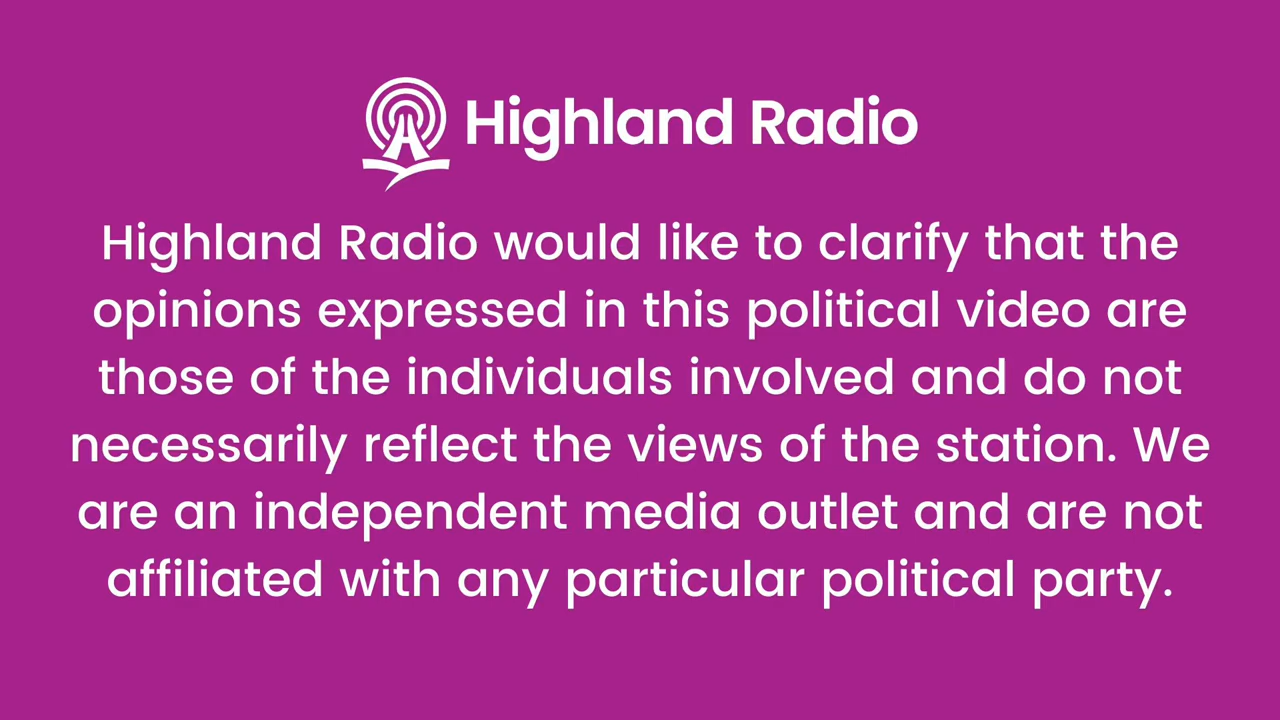 Highland Radio
Highland Radio would like to clarify that the
opinions expressed in this political video are
those of the individuals involved and do not
necessarily reflect the views of the station. We
are an independent media outlet and are not
affiliated with any particular political party.